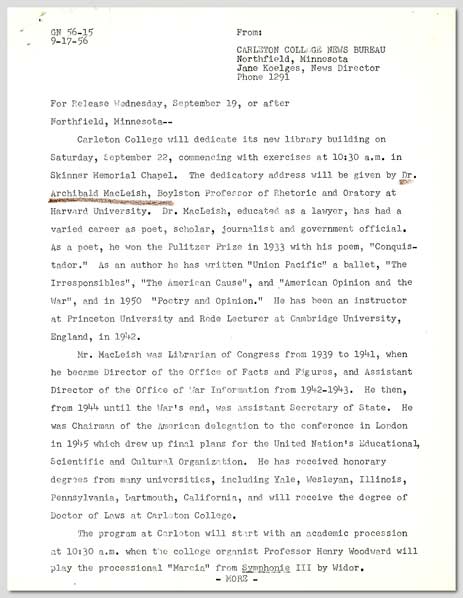 GN 56-15
9-17-56
From:
CARLETON COLLEGE NEWS BUREAU
Northfield, Minnesota
Jane Koelges, News Director
Phone 1291
For Release Wednesday, September 19, or after
Northfield, Minnesota--
Carleton College will dedicate its new library building on
Saturday, September 22, commencing with exercises at 10:30 a.m. in
Skinner Memorial Chapel. The dedicatory address will be given by Dr.
Archibald MacLeish, Boylston Professor of Rhetoric and Oratory at
Harvard University. Dr. MacLeish, educated as a lawyer, has had a
varied career as poet, scholar, journalist and government official.
As a poet, he won the Pulitzer Prize in 1933 with his poem, "Conquis-
tador." As an author he has written "Union Pacific" a ballet, "The
Irresponsibles", "The American Cause", and "American Opinion and the
War", and in 1950 "Poetry and Opinion." He has been an instructor
at Princeton University and Rede Lecturer at Cambridge University,
England, in 1942.
Mr. MacLeish was Librarian of Congress from 1939 to 1941, when
he became Director of the Office of Facts and Figures, and Assistant
Director of the Office of War Information from 1942-1943. He then,
from 1944 until the War's end, was Assistant Secretary of State. He
was Chairman of the American delegation to the conference in London
in 1945 which drew up final plans for the United Nation's Educational,
Scientific and Cultural Organization. He has received honorary
degrees from many universities, including Yale, Wesleyan, Illinois,
Pennsylvania, Dartmouth, California, and will receive the degree of
Doctor of Laws at Carleton College.
The program at Carleton will start with an academic procession
at 10:30 a.m. when the college organist Professor Henry Woodward will
play the processional "Marcia" from Symphonie III by Widor.
- MORE -